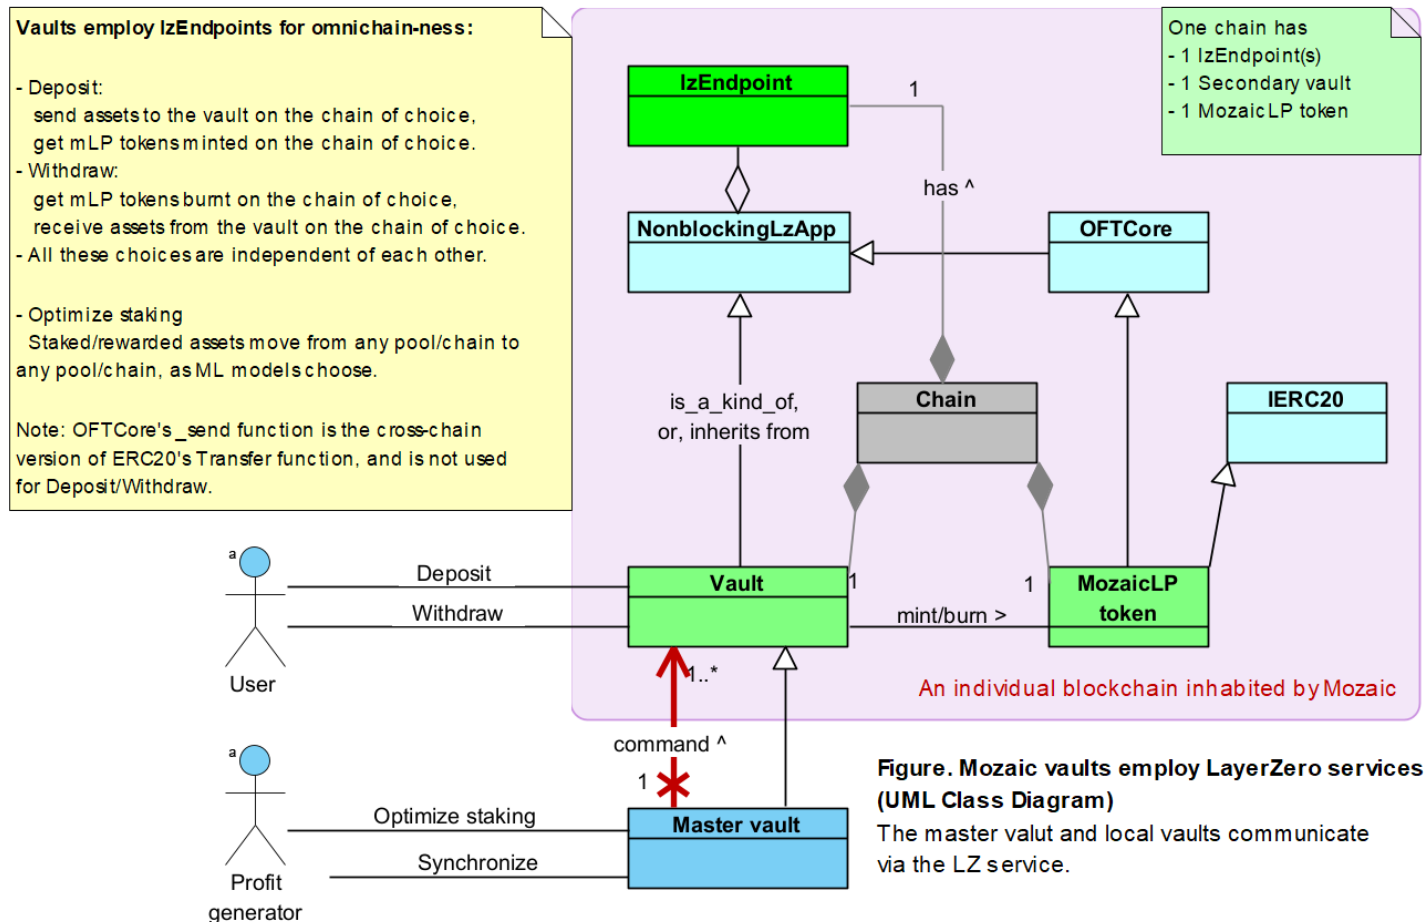 Vaults employ lzEndpoints for omnichain-ness:
- Deposit:
send assets to the vault on the chain of choice,
get mLP tokens minted on the chain of choice.
- Withdraw:
get mLP tokens burnt on the chain of choice,
receive assets from the vault on the chain of choice.
- All these choices are independent of each other.
- Optimize staking
Staked/rewarded assets move from any pool/chain to
any pool/chain, as ML models choose.
Note: OFTCore's _send function is the cross-chain
version of ERC20's Transfer function, and is not used
for Deposit/Withdraw.
One chain has
- 1 lzEndpoint(s)
- 1 Secondary vault
- 1 MozaicLP token
lzEndpoint
1
has ^
NonblockingLzApp
OFTCore
is_a_kind_of,
or, inherits from
Chain
IERC20
a
User
Deposit
Withdraw
Vault
1
1
mint/burn >
MozaicLP
token
1..*
An individual blockchain inhabited by Mozaic
command ^
1
a
Profit
generator
Optimize staking
Synchronize
Master vault
Figure. Mozaic vaults employ LayerZero services
(UML Class Diagram)
The master valut and local vaults communicate
via the LZ service.